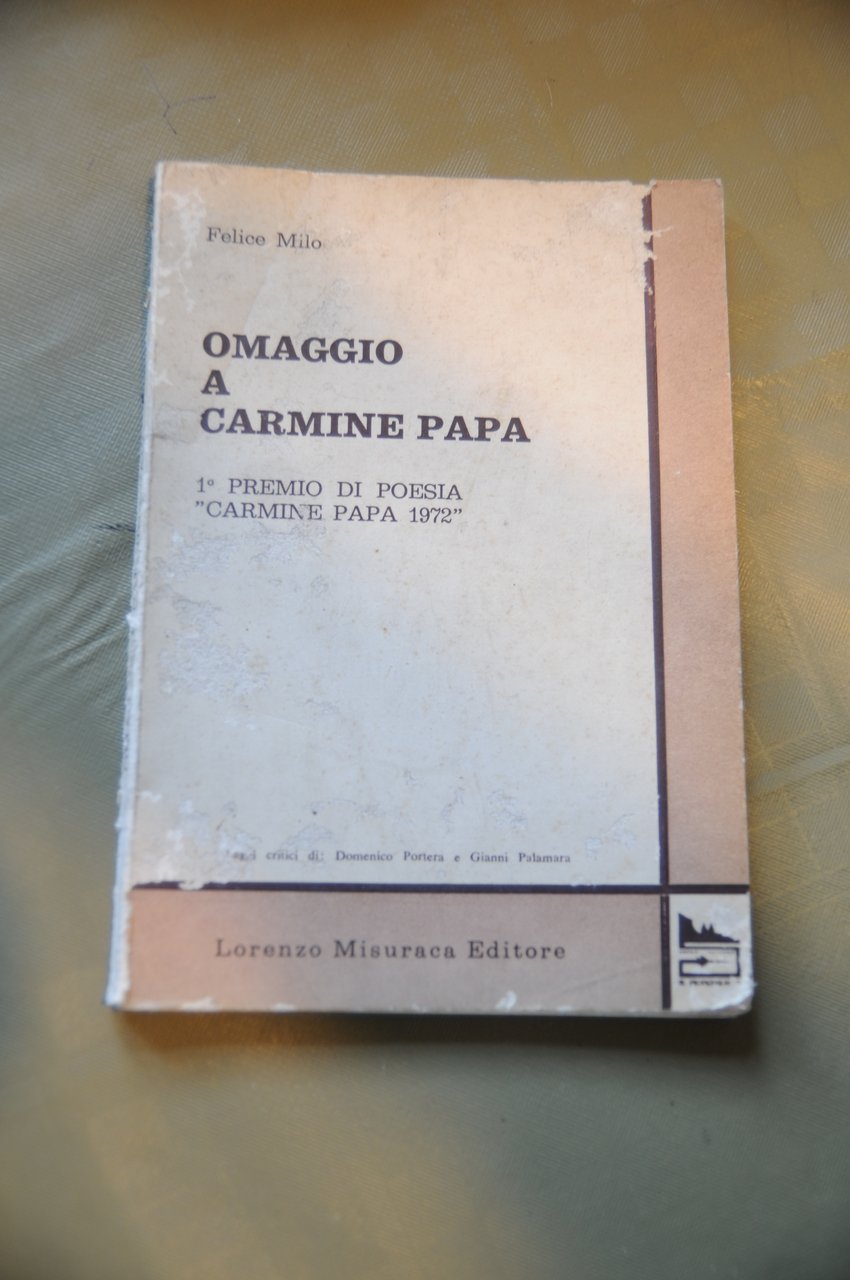 Felice Milo
OMAGGIO
A
CARMINE PAPA
1° PREMIO DI POESIA
"CARMINE PAPA 1972"
critici di: Domenico Portera e Gianni Palamara
Lorenzo Misuraca Editore